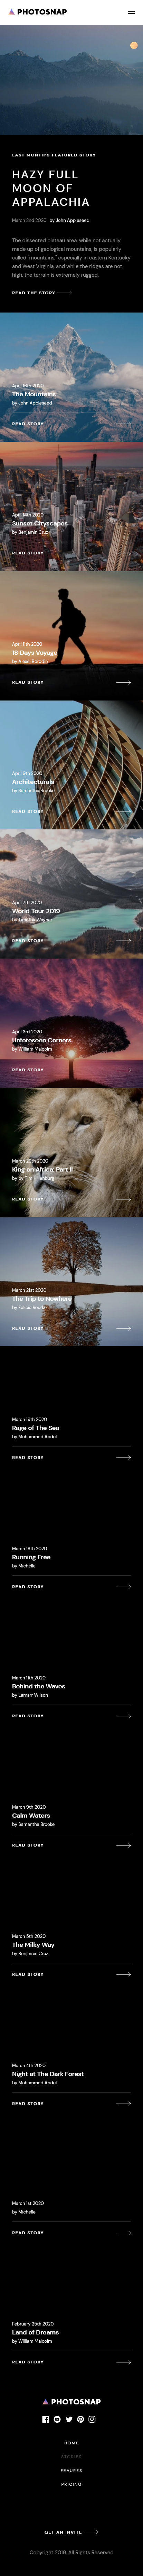 PHOTOSNAP
LAST MONTH'S FEATURED STORY
HAZY FULL
MOON OF
APPALACHIA
March 2nd 2020 by John Appleseed
The dissected plateau area, while not actually
made up of geological mountains, is popularly
called "mountains," especially in eastern Kentucky
and West Virginia, and while the ridges are not
high, the terrain is extremely rugged.
READ THE STORY
April 16th 2020
The Mountains
by John Appleseed
READ STORY
April 14th 2020
Sunset Cityscapes
by Benjamin Cruz
READ STORY
April 11th 2020
18 Days Voyage
by Alexei Borodin
READ STORY
April 9th 2020
Architecturals
by Samantha Brooke
READ STORY
April 7th 2020
World Tour 2019
by Timothy Wagner
READ STORY
April 3rd 2020
Unforeseen Corners
by William Malcolm
READ STORY
March 29th 2020
King on Africa: Part II
READ STORY
March 21st 2020
The Trip to Nowhere
by Felicia Rourke
READ STORY
March 19th 2020
Rage of The Sea
by Mohammed Abdul
READ STORY
March 16th 2020
Running Free
by Michelle
READ STORY
March 11th 2020
Behind the Waves
by Lamarr Wilson
READ STORY
March 9th 2020
Calm Waters
by Samantha Brooke
READ STORY
March 5th 2020
The Milky Way
by Benjamin Cruz
READ STORY
March 4th 2020
Night at The Dark Forest
by Mohammed Abdul
READ STORY
March 1st 2020
by Michelle
READ STORY
February 25th 2020
Land of Dreams
by William Malcolm
READ STORY
PHOTOSNAP
HOME
STORIES
FEAURES
PRICING
GET AN INVITE
Copyright 2019. All Rights Reserved